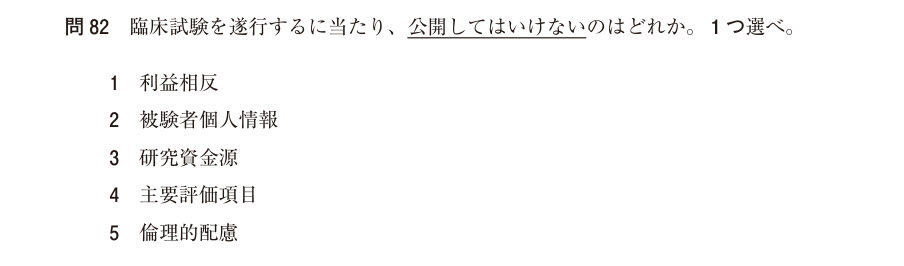 問 82　臨床試験を遂行するに当たり、公開してはいけないのはどれか。1つ選べ。
1　利益相反
2　被験者個人情報
3　研究資金源
4　主要評価項目
5　倫理的配慮